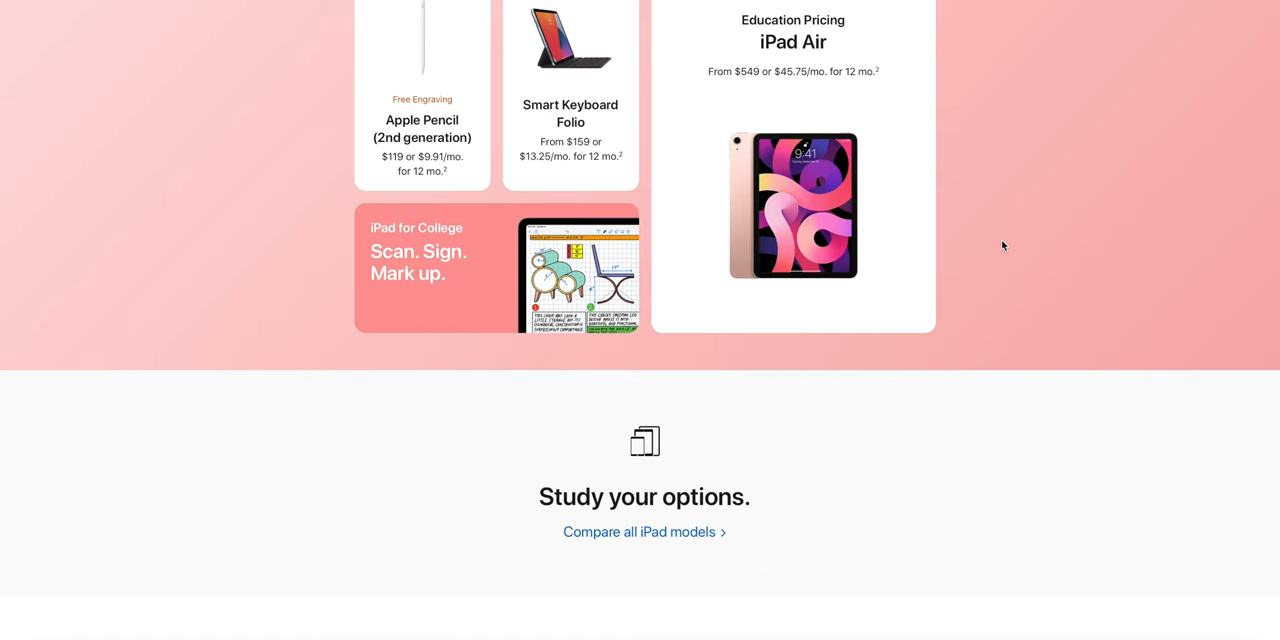 Free Engraving
Apple Pencil
(2nd generation)
$119 or $9.91/mo.
for 12 mo.²
Smart Keyboard
Folio
From $159 or
$13.25/mo. for 12 mo.²
Education Pricing
iPad Air
From $549 or $45.75/mo. for 12 mo.²
9:41
iPad for College
Scan. Sign.
Mark up.
Study your options.
Compare all iPad models >